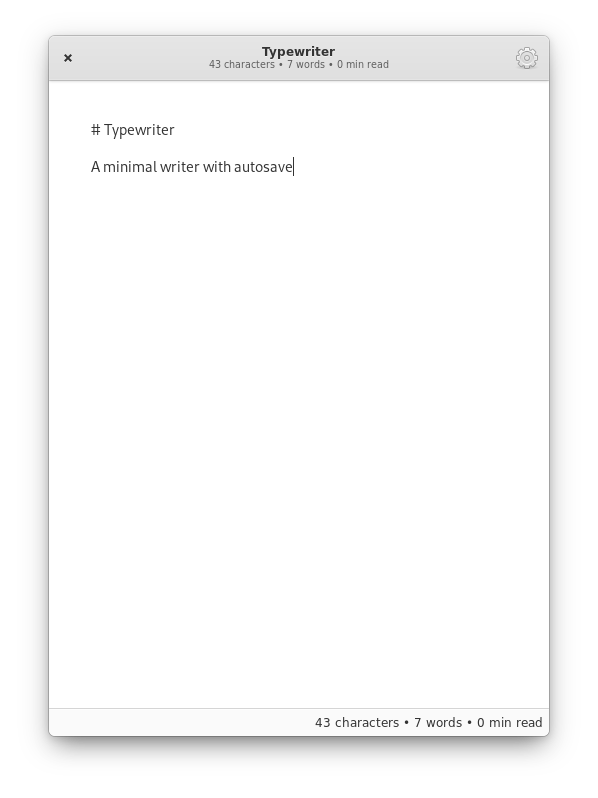 Typewriter
43 characters • 7 words • 0 min read
# Typewriter
A minimal writer with autosave
43 characters • 7 words • 0 min read